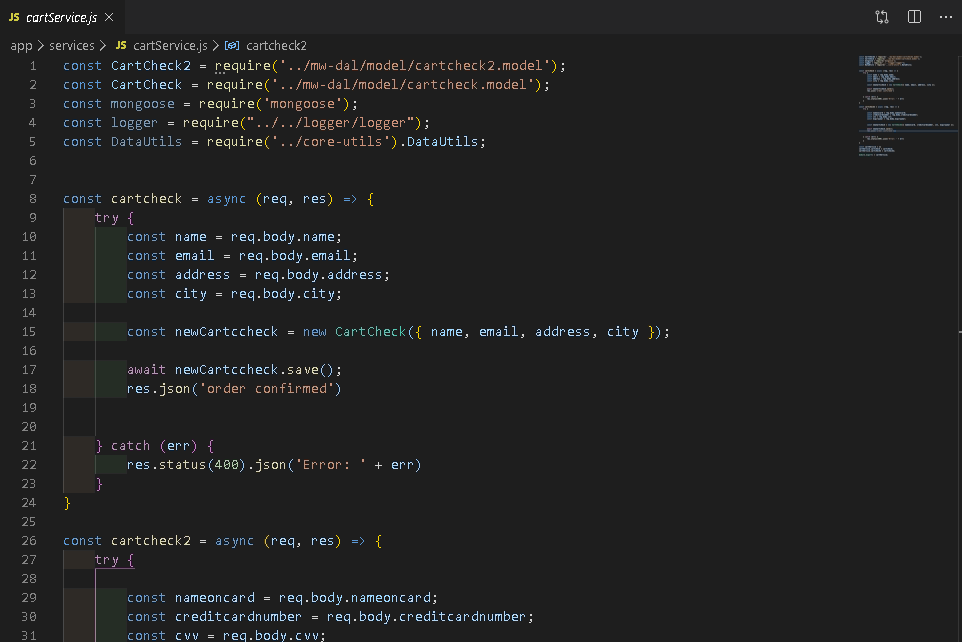 JS cartService.js ×
app > services > JS cartService.js > cartcheck2
1 const CartCheck2 = require('../mw-dal/model/cartcheck2.model');
2 const CartCheck = require('../mw-dal/model/cartcheck.model');
3 const mongoose = require('mongoose');
4 const logger = require("../../logger/logger");
5 const DataUtils = require('../core-utils').DataUtils;
6
7
8 const cartcheck = async (req, res) => {
9 try {
10 const name = req.body.name;
11 const email = req.body.email;
12 const address = req.body.address;
13 const city = req.body.city;
14
15 const newCartccheck = new CartCheck({ name, email, address, city });
16
17 await newCartccheck.save();
18 res.json('order confirmed')
19
20
21 } catch (err) {
22 res.status(400).json('Error: ' + err)
23 }
24 }
25
26 const cartcheck2 = async (req, res) => {
27 try {
28
29 const nameoncard = req.body.nameoncard;
30 const creditcardnumber = req.body.creditcardnumber;
31 const cvv = req.body.cvv;